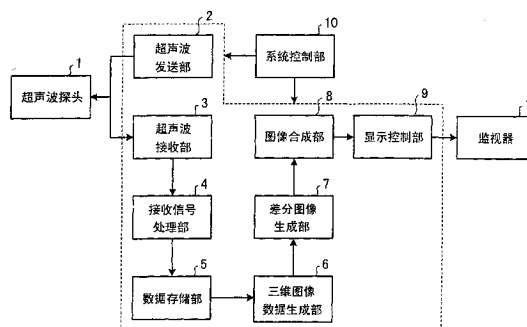 2
10
超声波
发送部
系统控制部
1
超声波探头
3
8
9
超声波
接收部
图像合成部
显示控制部
监视器
4
7
接收信号
处理部
差分图像
生成部
5
6
数据存储部
三维图像
数据生成部